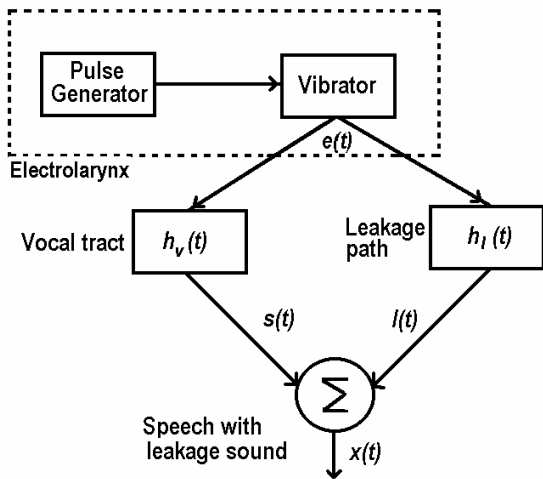 Pulse
Generator
Vibrator
e(t)
Electrolarynx
Vocal tract
hv(t)
Leakage
path
hl(t)
s(t)
l(t)
Σ
Speech with
leakage sound
x(t)